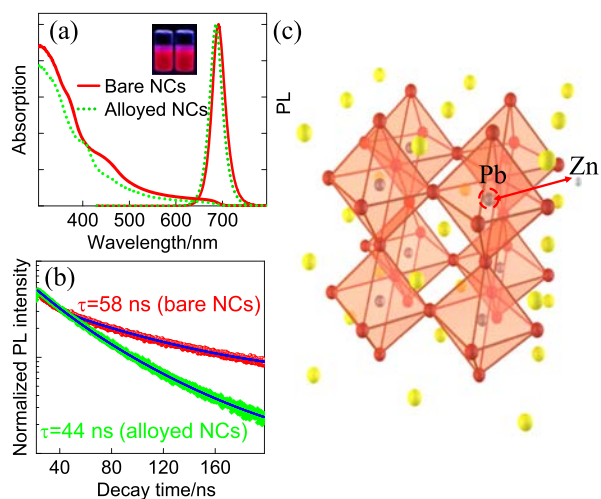 (a)
Bare NCs
Alloyed NCs
Absorption
PL
400 500 600 700
Wavelength/nm
(b)
τ=58 ns (bare NCs)
τ=44 ns (alloyed NCs)
Normalized PL intensity
40 80 120 160
Decay time/ns
(c)
Pb
Zn